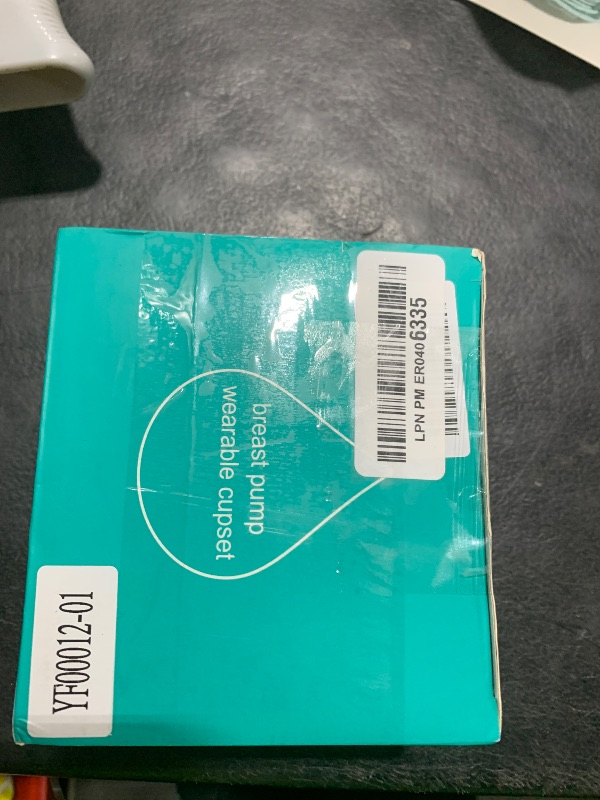 breast pump
wearable cupset
LPN PM ER0406335
YF00012-01